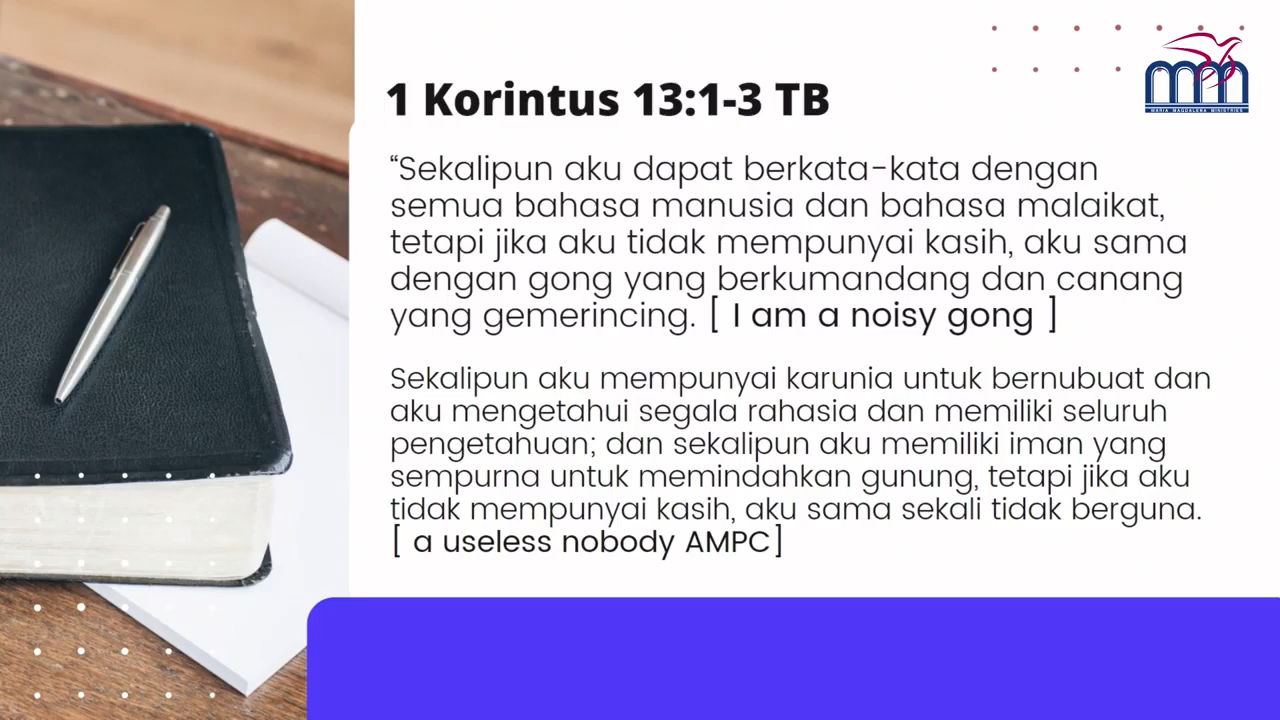 1 Korintus 13:1-3 TB
“Sekalipun aku dapat berkata-kata dengan
semua bahasa manusia dan bahasa malaikat,
tetapi jika aku tidak mempunyai kasih, aku sama
dengan gong yang berkumandang dan canang
yang gemerincing. [ I am a noisy gong ]
Sekalipun aku mempunyai karunia untuk bernubuat dan
aku mengetahui segala rahasia dan memiliki seluruh
pengetahuan; dan sekalipun aku memiliki iman yang
sempurna untuk memindahkan gunung, tetapi jika aku
tidak mempunyai kasih, aku sama sekali tidak berguna.
[ a useless nobody AMPC]
MARIA MAGDALENA MINISTRIES